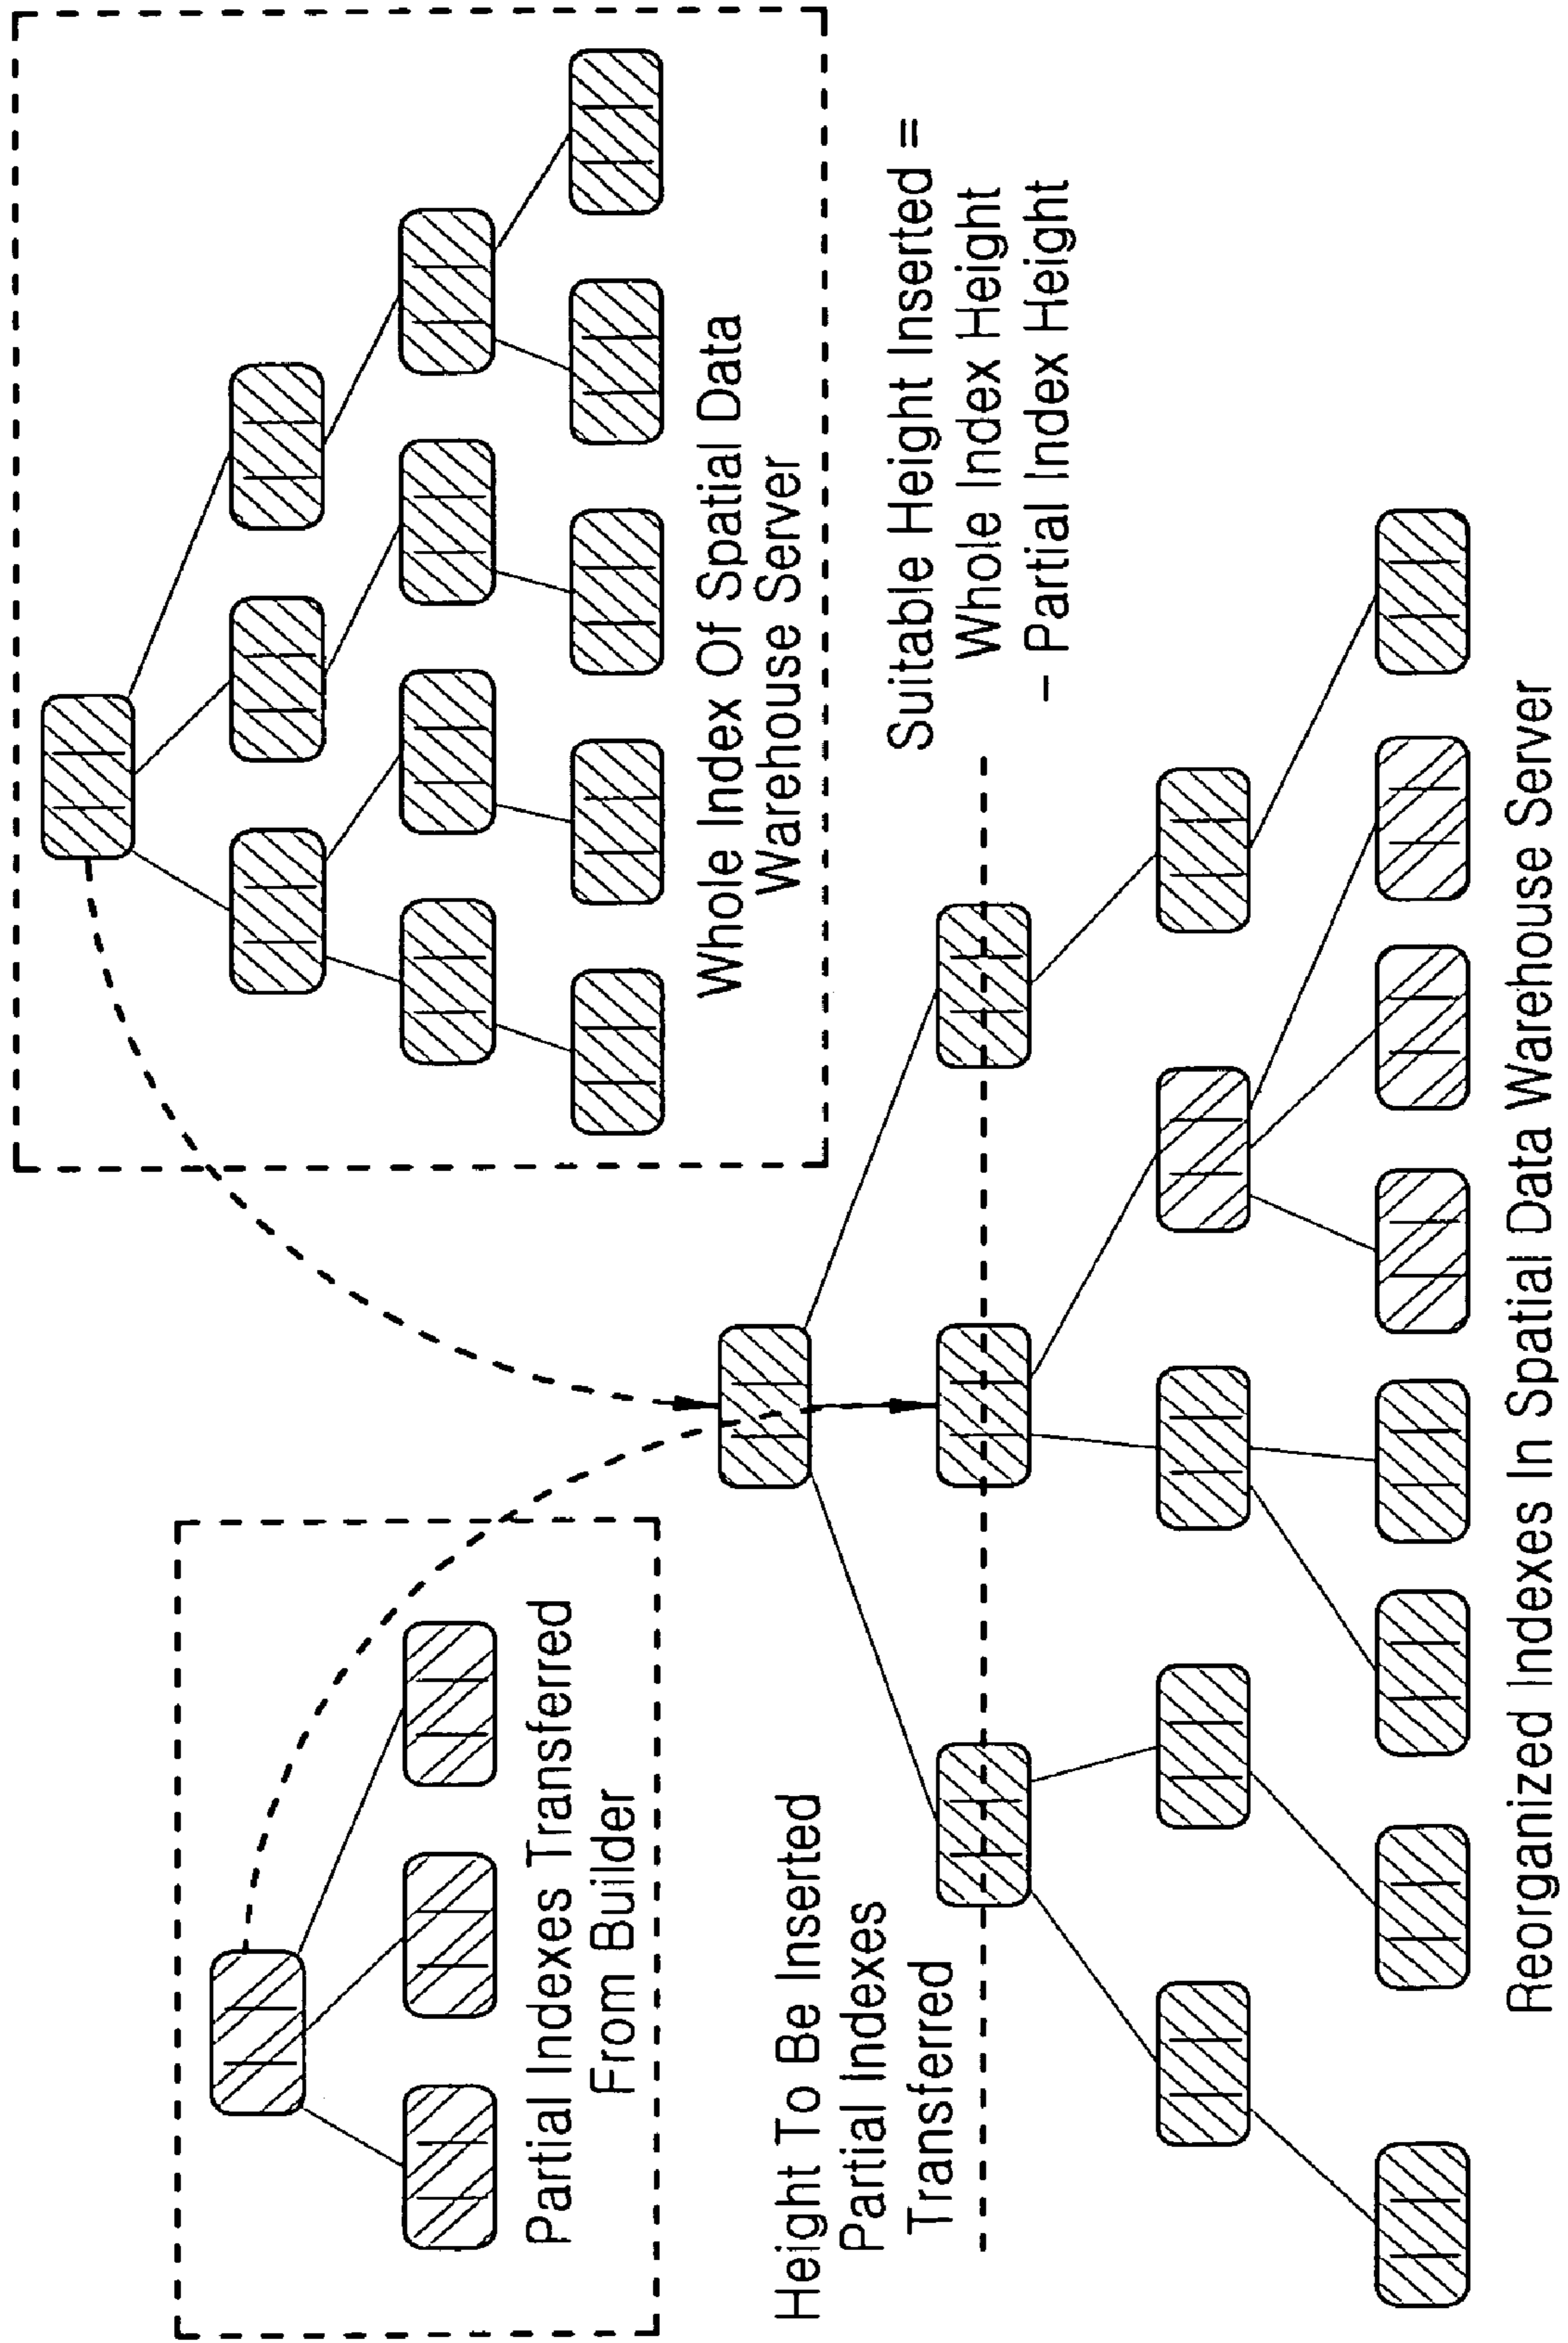 Partial Indexes Transferred
From Builder
Whole Index Of Spatial Data
Warehouse Server
Height To Be Inserted
Partial Indexes
Transferred
Suitable Height Inserted =
Whole Index Height
– Partial Index Height
Reorganized Indexes In Spatial Data Warehouse Server